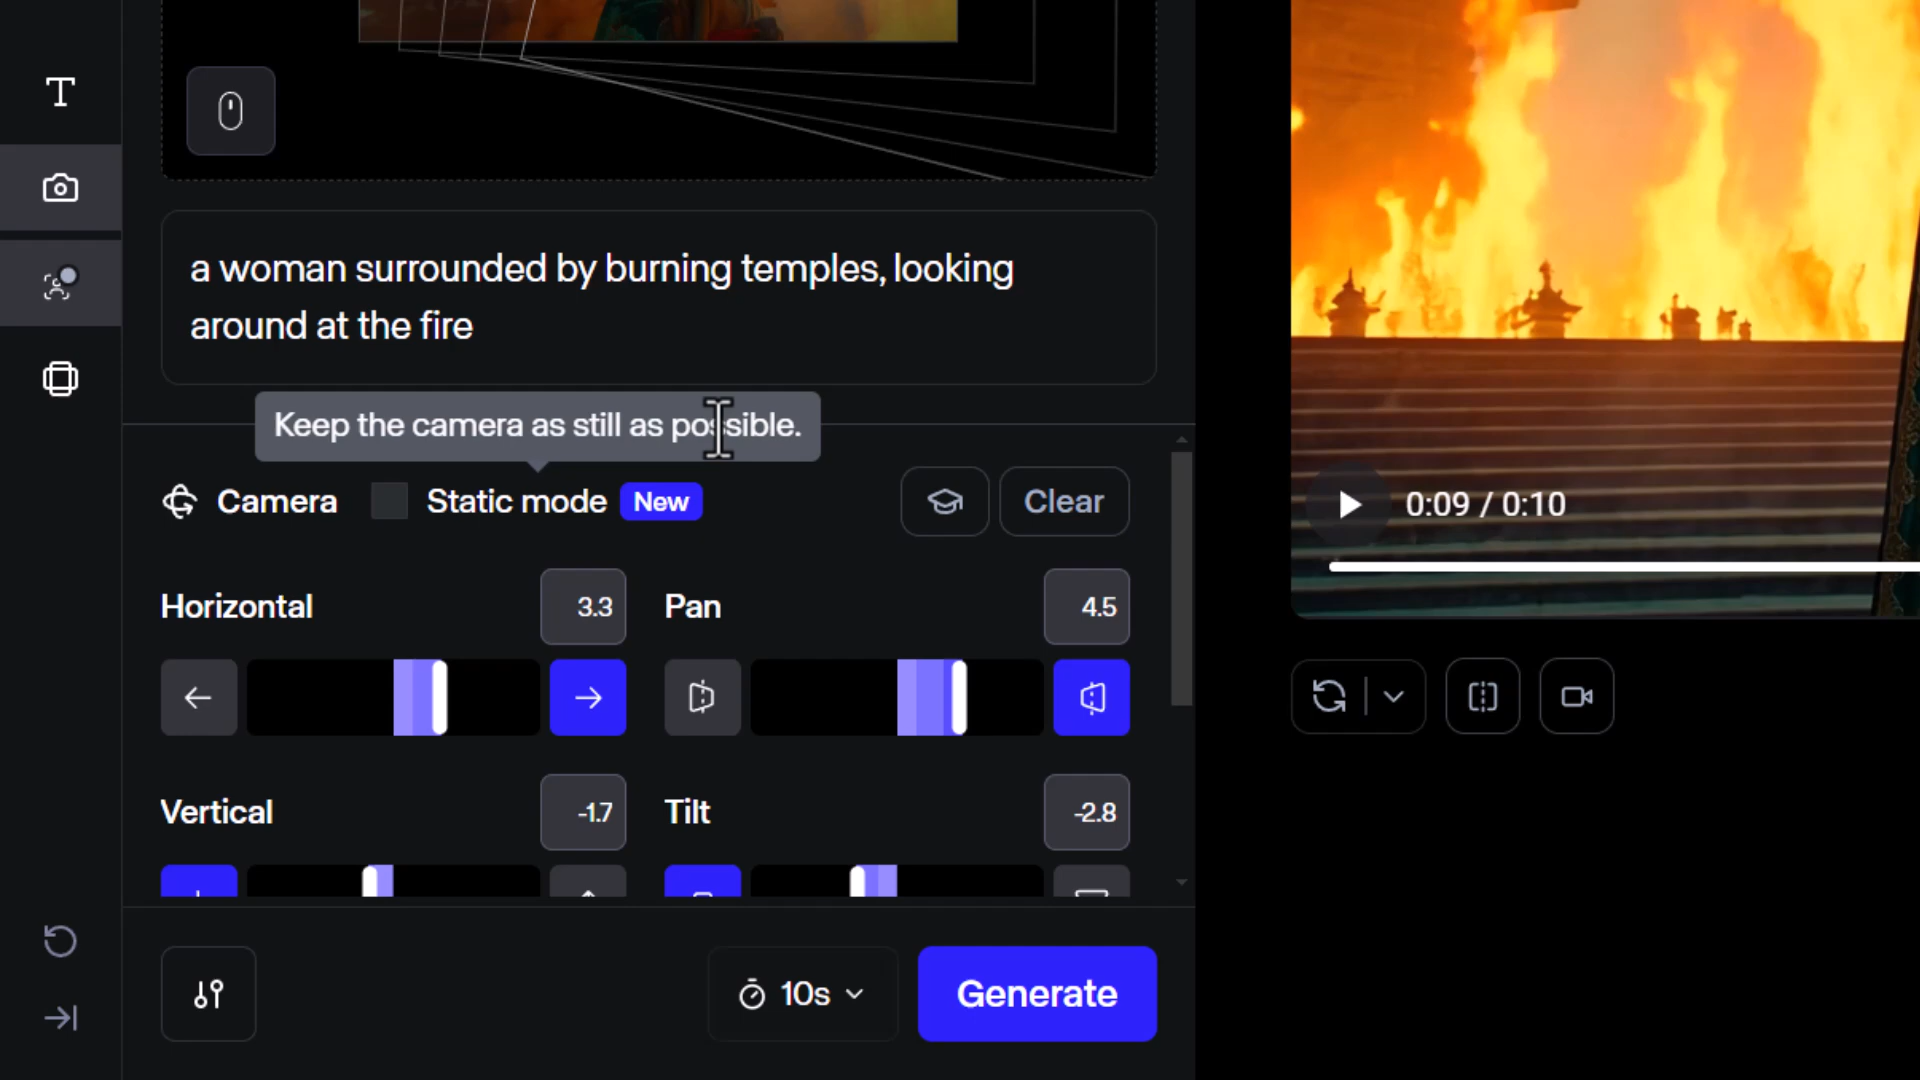 T
a woman surrounded by burning temples, looking
around at the fire
Keep the camera as still as possible.
Camera
Static mode
New
Clear
Horizontal
3.3
Pan
4.5
0:09 / 0:10
Vertical
-1.7
Tilt
-2.8
10s
Generate